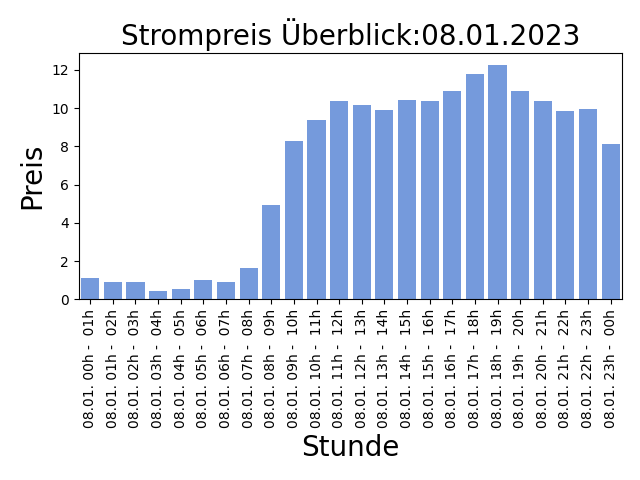 Strompreis Überblick:08.01.2023
Preis
12
10
8
6
4
2
0
08.01. 00h - 01h
08.01. 01h - 02h
08.01. 02h - 03h
08.01. 03h - 04h
08.01. 04h - 05h
08.01. 05h - 06h
08.01. 06h - 07h
08.01. 07h - 08h
08.01. 08h - 09h
08.01. 09h - 10h
08.01. 10h - 11h
08.01. 11h - 12h
08.01. 12h - 13h
08.01. 13h - 14h
08.01. 14h - 15h
08.01. 15h - 16h
08.01. 16h - 17h
08.01. 17h - 18h
08.01. 18h - 19h
08.01. 19h - 20h
08.01. 20h - 21h
08.01. 21h - 22h
08.01. 22h - 23h
08.01. 23h - 00h
Stunde